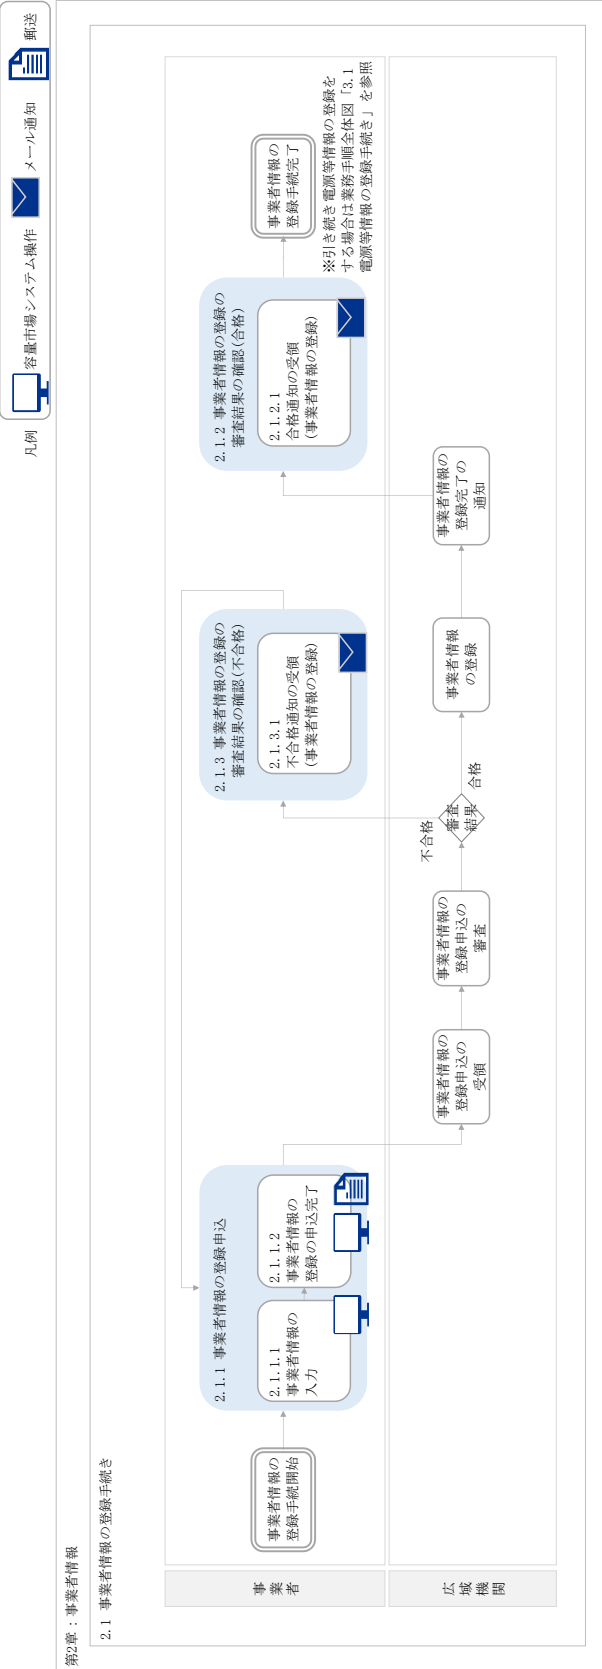 凡例
容量市場システム操作
メール通知
郵送
第2章：事業者情報
2.1 事業者情報の登録手続き
事業者
事業者情報の
登録手続開始
2.1.1 事業者情報の登録申込
2.1.1.1
事業者情報の
入力
2.1.1.2
事業者情報の
登録の申込完了
2.1.3 事業者情報の登録の
審査結果の確認(不合格)
2.1.3.1
不合格通知の受領
(事業者情報の登録)
2.1.2 事業者情報の登録の
審査結果の確認(合格)
2.1.2.1
合格通知の受領
(事業者情報の登録)
事業者情報の
登録手続完了
※引き続き電源等情報の登録を
する場合は業務手順全体図「3.1
電源等情報の登録手続き」を参照
広域機関
事業者情報の
登録申込の
受領
事業者情報の
登録申込の
審査
審査
結果
不合格
合格
事業者情報
の登録
事業者情報の
登録完了の
通知